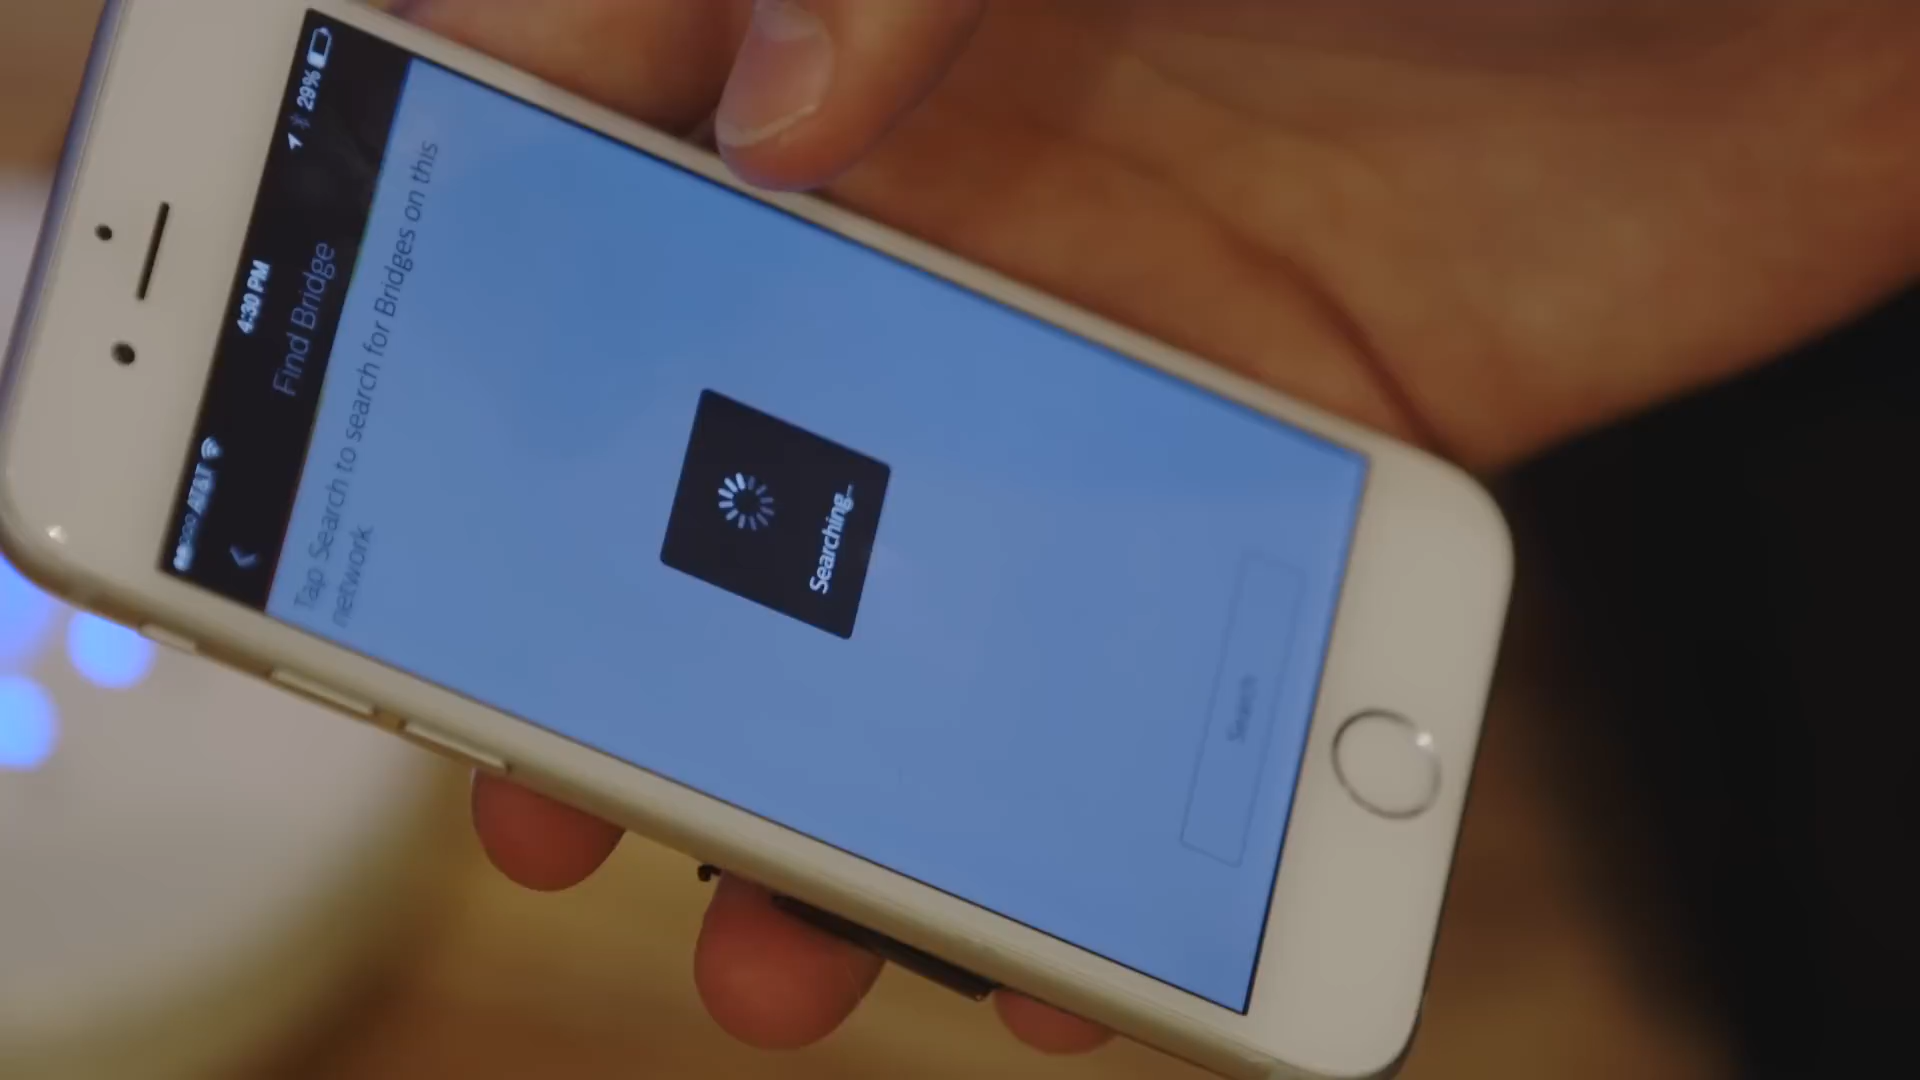 AT&T 4:30 PM 29%
Find Bridge
Tap Search to search for Bridges on this
network
Searching...
Search